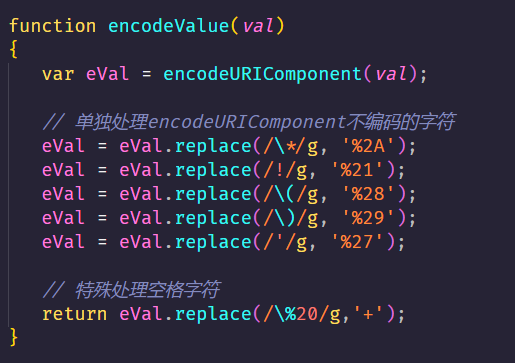 function encodeValue(val)
{
var eVal = encodeURIComponent(val);
// 单独处理encodeURIComponent不编码的字符
eVal = eVal.replace(/\*/g, '%2A');
eVal = eVal.replace(/!/g, '%21');
eVal = eVal.replace(/\(/g, '%28');
eVal = eVal.replace(/\)/g, '%29');
eVal = eVal.replace(/'/g, '%27');
// 特殊处理空格字符
return eVal.replace(/\%20/g,'+');
}